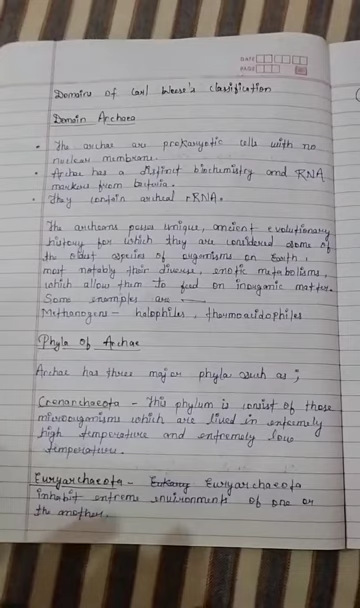 DATE
PAGE
Domains of Carl Woese's classification
Domain Archaea
• The archae are prokaryotic cells with no
nuclear membrane.
• Archae has a distinct biochemistry and RNA
markers from bacteria.
• They contain archeal rRNA.
The archeans posses unique, ancient evolutionary
history for which they are considered some of
the oldest species of organisms on Earth,
most notably their diverse, exotic metabolisms,
which allow them to feed on inorganic matter.
Some examples are —
Methanogens - halophiles, thermoacidophiles
Phyla of Archae
Archae has three major phyla such as ;
Crenarchaeota - This phylum is consist of those
microorganisms which are lived in extremely
high temperature and extremely low
temperature.
Euryarchaeota - Euryarchaeota
inhabit extreme environments of one or
the another.